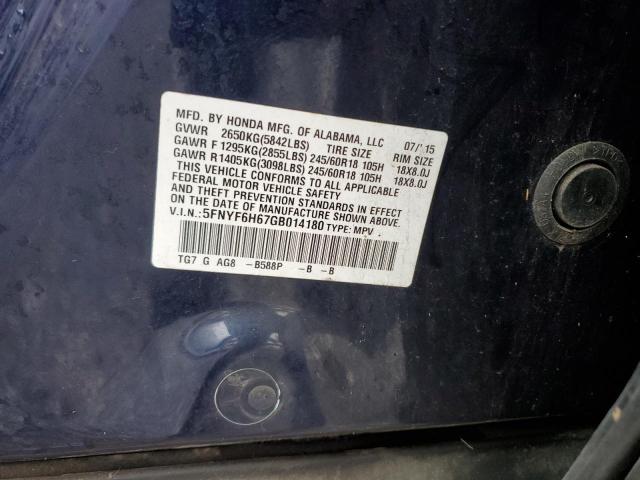 MFD. BY HONDA MFG. OF ALABAMA, LLC 07/'15
GVWR 2650KG(5842LBS) TIRE SIZE RIM SIZE
GAWR F 1295KG(2855LBS) 245/60R18 105H 18X8.0J
GAWR R 1405KG(3098LBS) 245/60R18 105H 18X8.0J
THIS VEHICLE CONFORMS TO ALL APPLICABLE
FEDERAL MOTOR VEHICLE SAFETY
AND THEFT PREVENTION STANDARDS IN EFFECT
ON THE DATE OF MANUFACTURE SHOWN ABOVE.
V.I.N.: 5FNYF6H67GB014180 TYPE: MPV
TG7 G AG8 -B588P -B -B